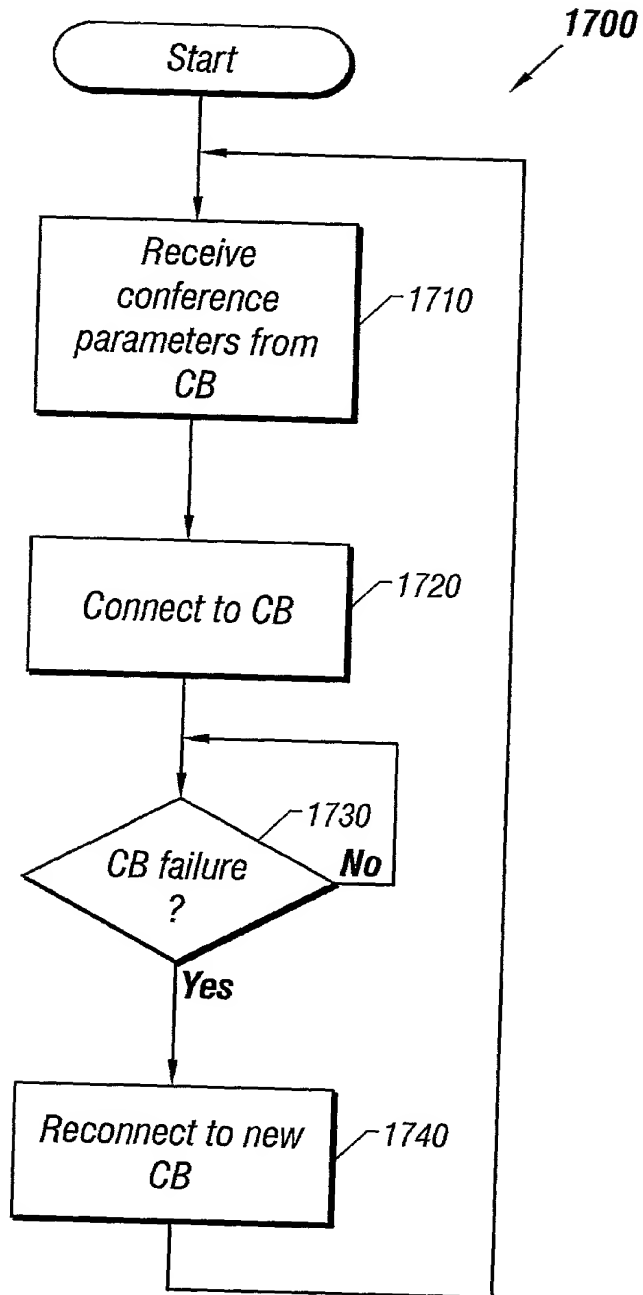 1700
Start
Receive
conference
parameters from
CB
1710
Connect to CB
1720
1730
CB failure
?
No
Yes
Reconnect to new
CB
1740